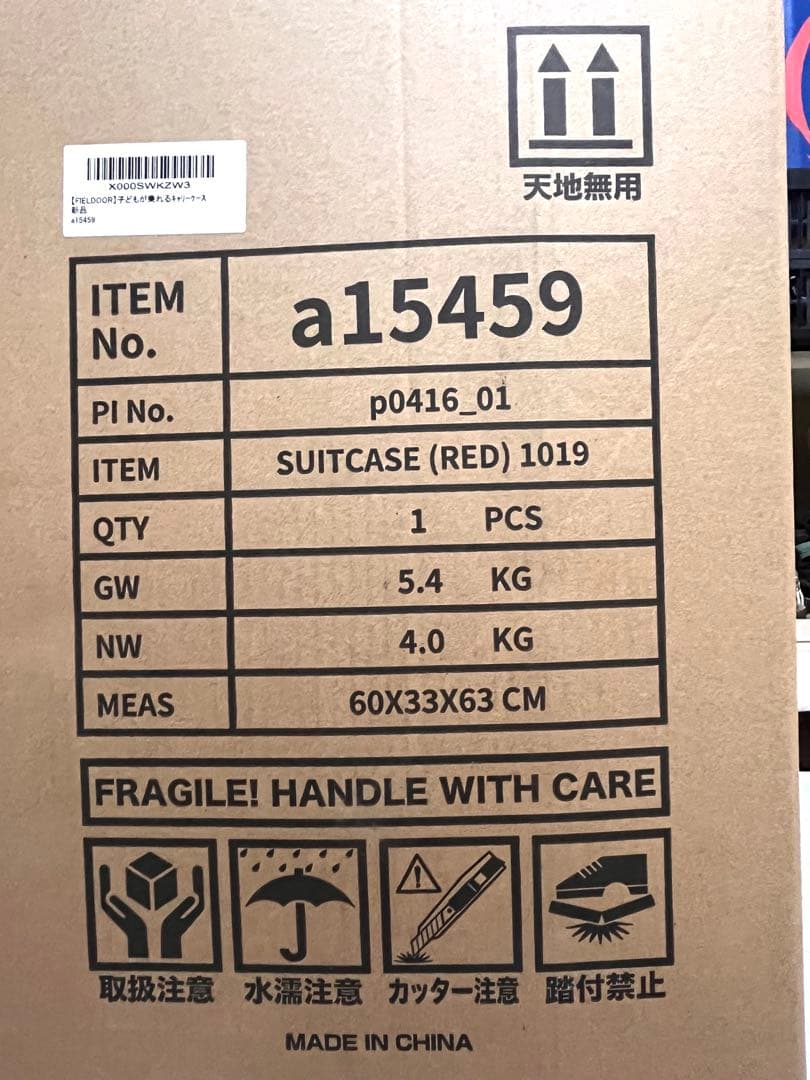 天地無用
X000SWKZW3
【FIELDOOR】子どもが乗れるキャリーケース
新品
a15459
ITEM No. a15459
PI No. p0416_01
ITEM SUITCASE (RED) 1019
QTY 1 PCS
GW 5.4 KG
NW 4.0 KG
MEAS 60X33X63 CM
FRAGILE! HANDLE WITH CARE
取扱注意 水濡注意 カッター注意 踏付禁止
MADE IN CHINA